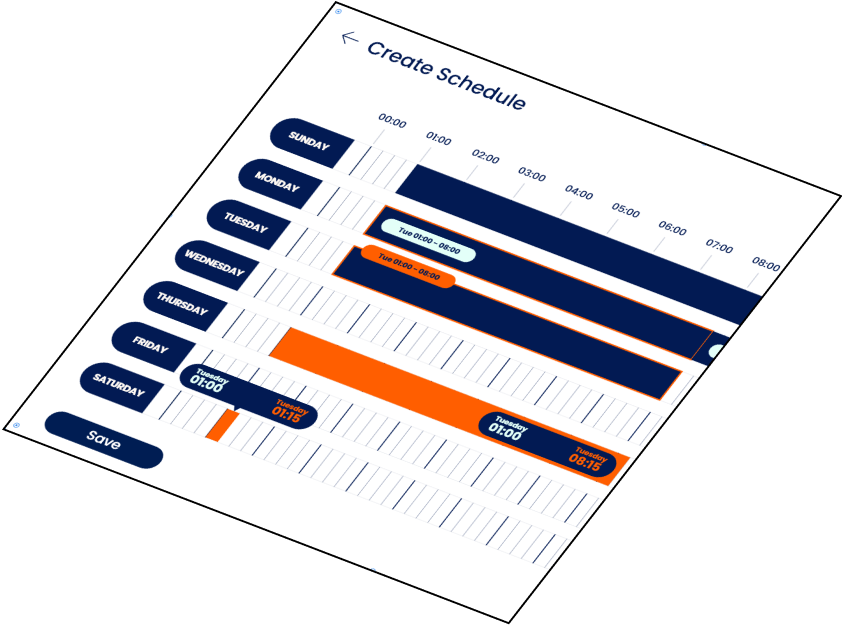 Create Schedule
00:00
01:00
02:00
03:00
04:00
05:00
06:00
07:00
08:00
SUNDAY
MONDAY
Tue 01:00 - 08:00
TUESDAY
Tue 01:00 - 08:00
WEDNESDAY
THURSDAY
FRIDAY
Tuesday
01:00
Tuesday
01:15
Tuesday
01:00
Tuesday
08:15
SATURDAY
Save